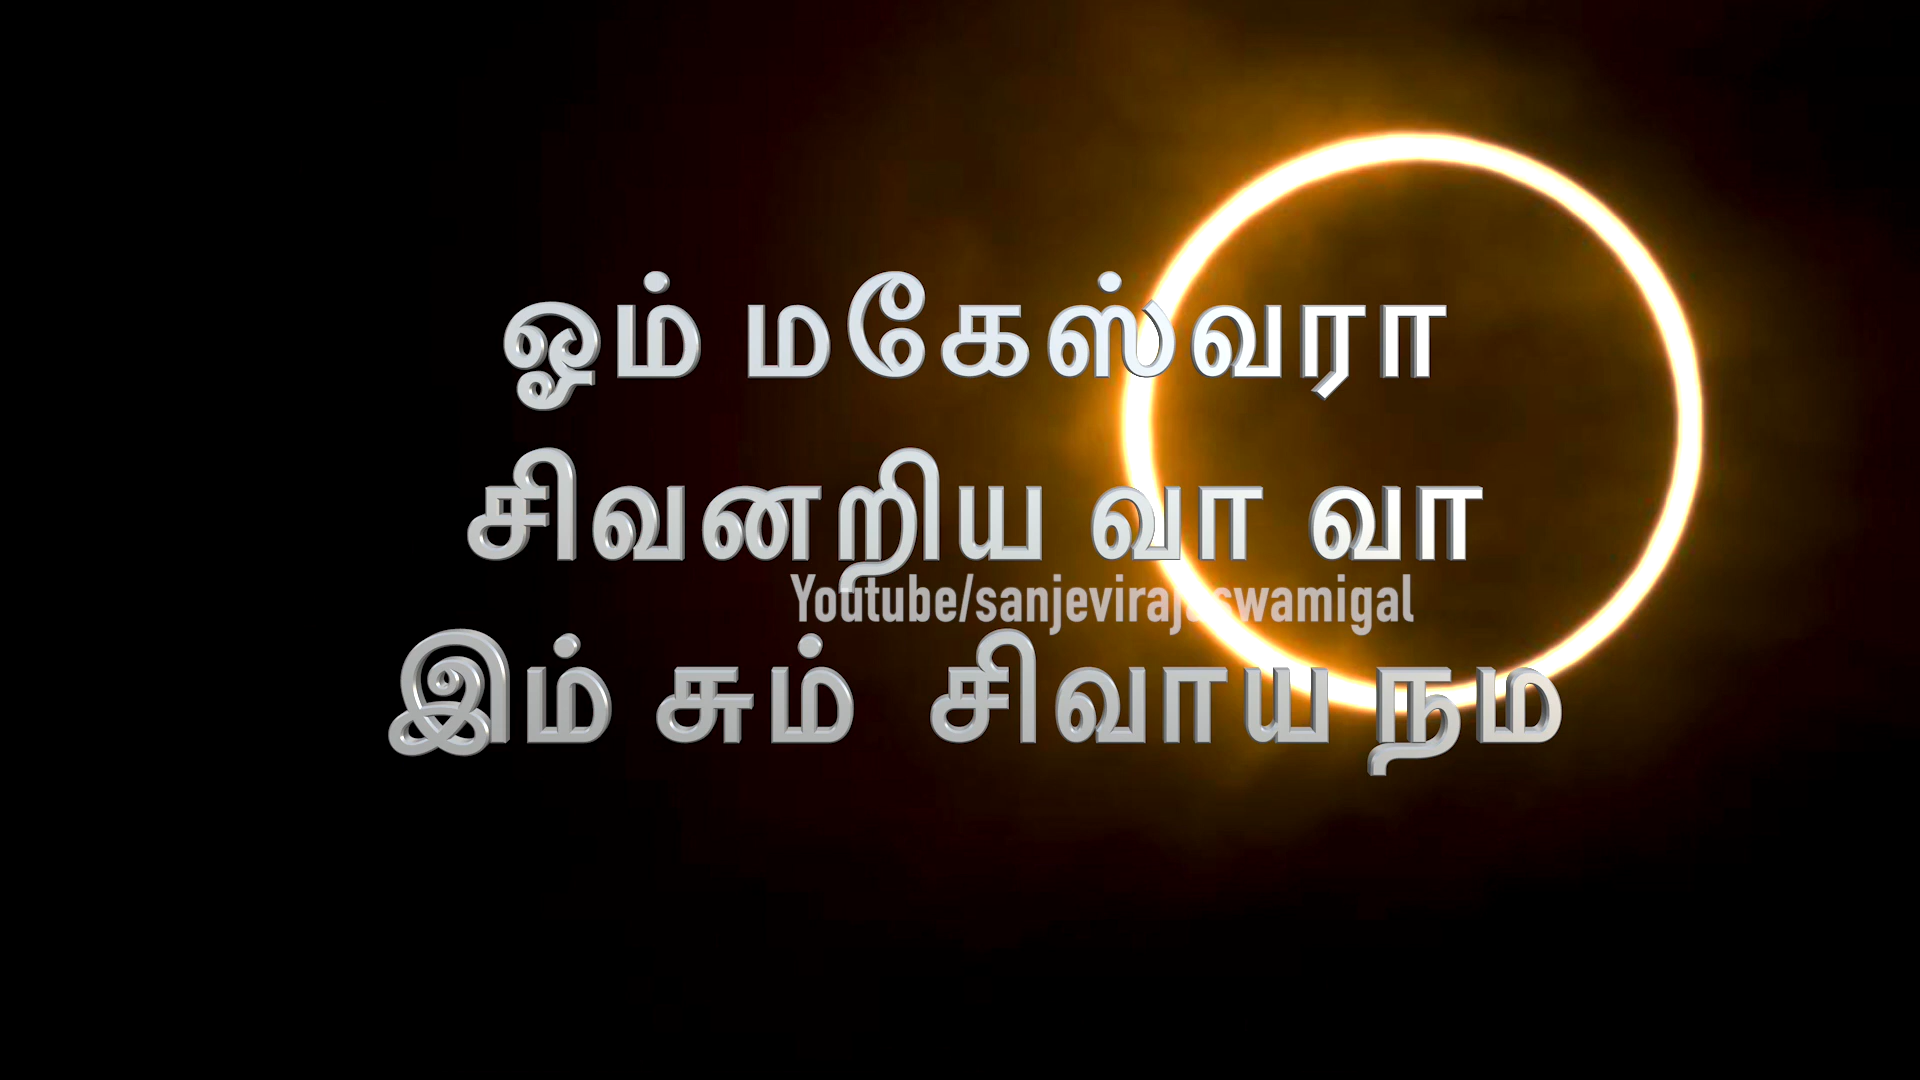 ஓம் மகேஸ்வரா
சிவனறிய வா வா
Youtube/sanjevirajaswamigal
இம் சும் சிவாய நம